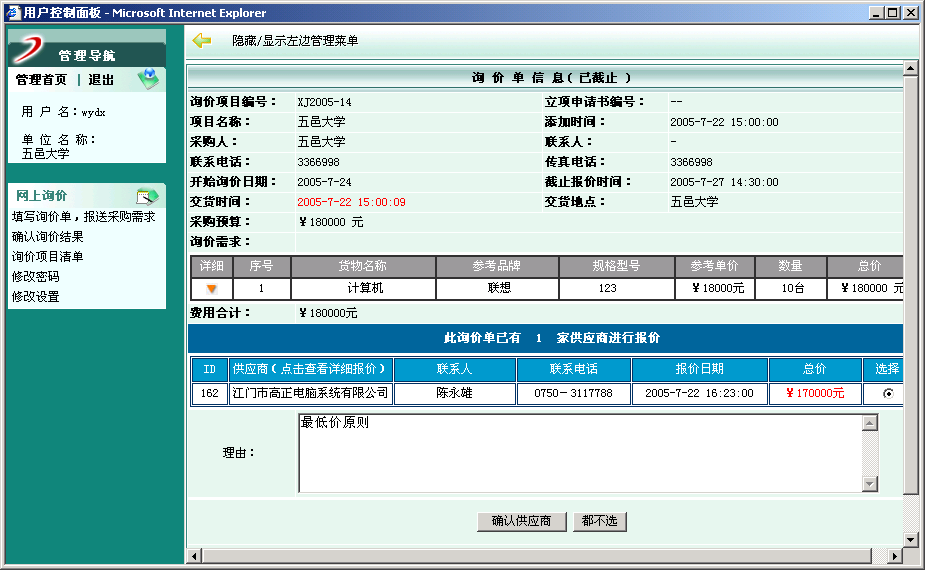 用户控制面板 - Microsoft Internet Explorer
管理导航
管理首页 | 退出
用 户 名：wydx
单 位 名 称：
五邑大学
网上询价
填写询价单，报送采购需求
确认询价结果
询价项目清单
修改密码
修改设置
隐藏/显示左边管理菜单
询 价 单 信 息 ( 已截止 )
询价项目编号： XJ2005-14 立项申请书编号： --
项目名称： 五邑大学 添加时间： 2005-7-22 15:00:00
采购人： 五邑大学 联系人： -
联系电话： 3366998 传真电话： 3366998
开始询价日期： 2005-7-24 截止报价时间： 2005-7-27 14:30:00
交货时间： 2005-7-22 15:00:09 交货地点： 五邑大学
采购预算： ￥180000 元
询价需求：
详细 序号 货物名称 参考品牌 规格型号 参考单价 数量 总价
1 计算机 联想 123 ￥18000元 10台 ￥180000 元
费用合计： ￥180000元
此询价单已有 1 家供应商进行报价
ID 供应商（点击查看详细报价） 联系人 联系电话 报价日期 总价 选择
162 江门市高正电脑系统有限公司 陈永雄 0750－3117788 2005-7-22 16:23:00 ￥170000元
理由： 最低价原则
确认供应商 都不选